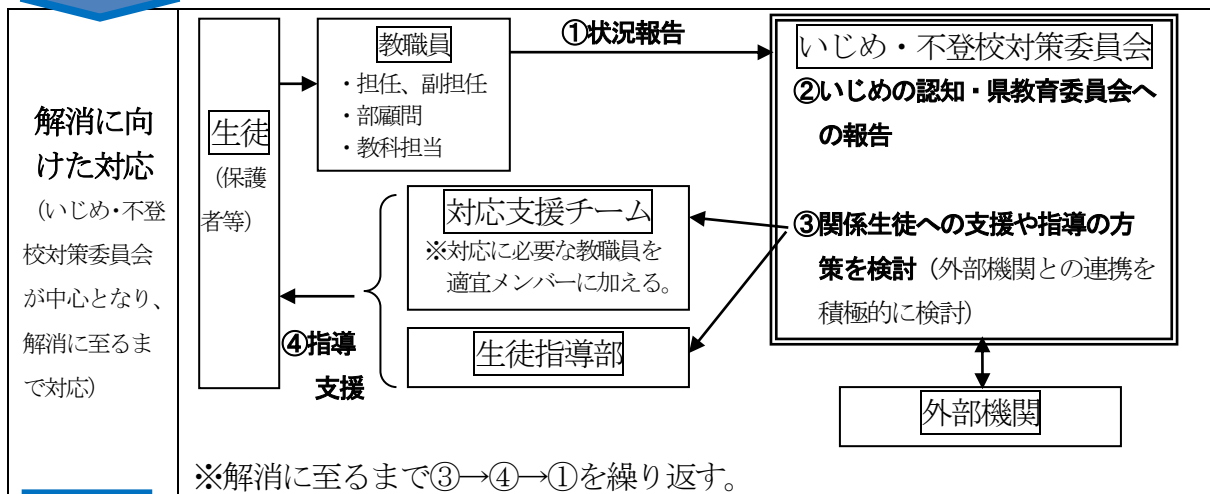 解消に向
けた対応
（いじめ・不登
校対策委員会
が中心となり、
解消に至るま
で対応）
生徒
（保護
者等）
教職員
・担任、副担任
・部顧問
・教科担当
①状況報告
いじめ・不登校対策委員会
②いじめの認知・県教育委員会へ
の報告
③関係生徒への支援や指導の方
策を検討（外部機関との連携を
積極的に検討）
対応支援チーム
※対応に必要な教職員を
適宜メンバーに加える。
生徒指導部
④指導
支援
外部機関
※解消に至るまで③→④→①を繰り返す。